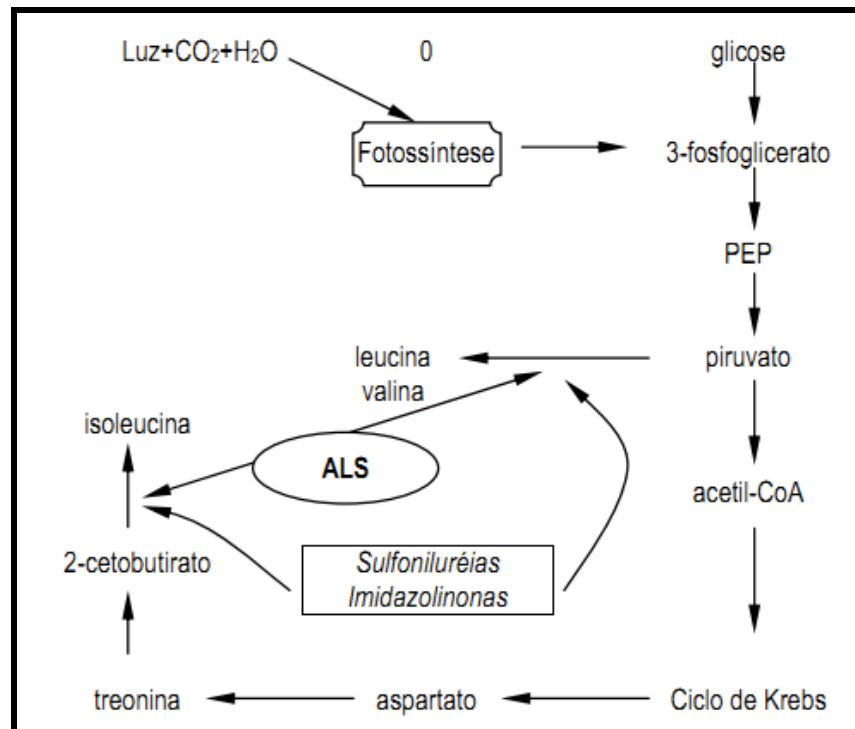 Luz+CO₂+H₂O 0 glicose
Fotossíntese 3-fosfoglicerato
PEP
leucina piruvato
valina
isoleucina
ALS
acetil-CoA
2-cetobutirato Sulfoniluréias
Imidazolinonas
treonina aspartato Ciclo de Krebs